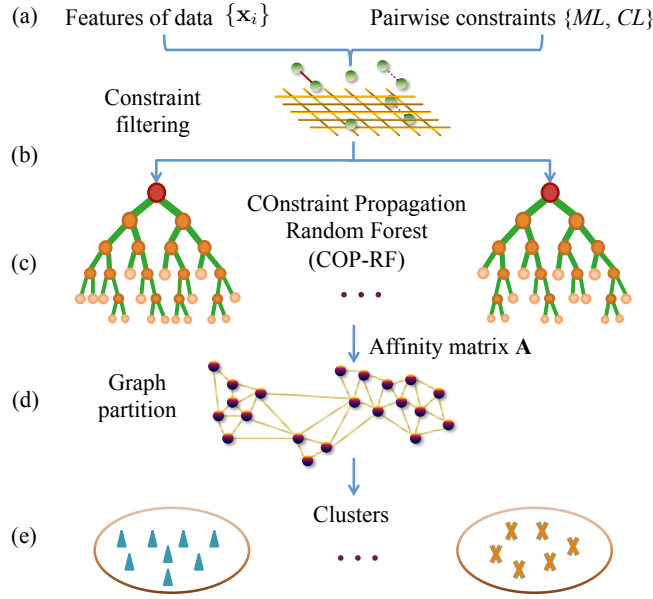 (a) Features of data {x_i} Pairwise constraints {ML, CL}
Constraint
filtering
(b)
COnstraint Propagation
Random Forest
(c) (COP-RF)
Affinity matrix A
(d) Graph
partition
Clusters
(e)